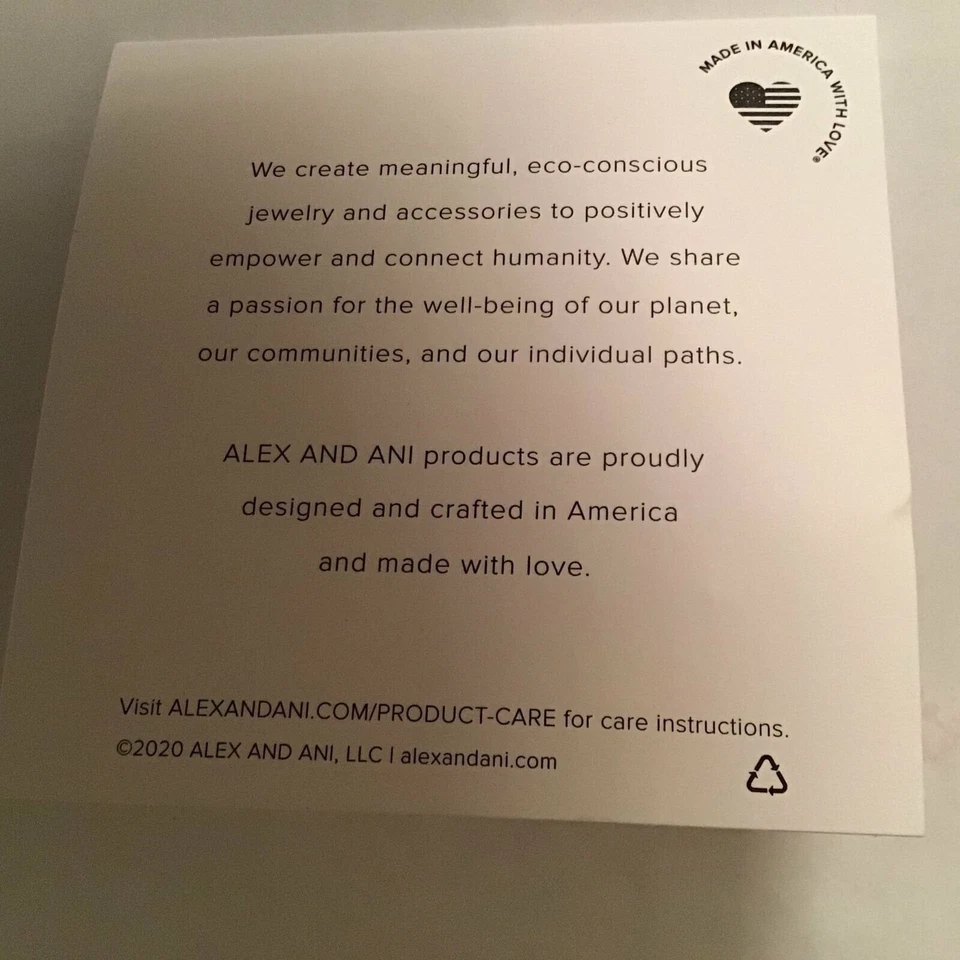 MADE IN AMERICA WITH LOVE®
We create meaningful, eco-conscious
jewelry and accessories to positively
empower and connect humanity. We share
a passion for the well-being of our planet,
our communities, and our individual paths.
ALEX AND ANI products are proudly
designed and crafted in America
and made with love.
Visit ALEXANDANI.COM/PRODUCT-CARE for care instructions.
©2020 ALEX AND ANI, LLC | alexandani.com